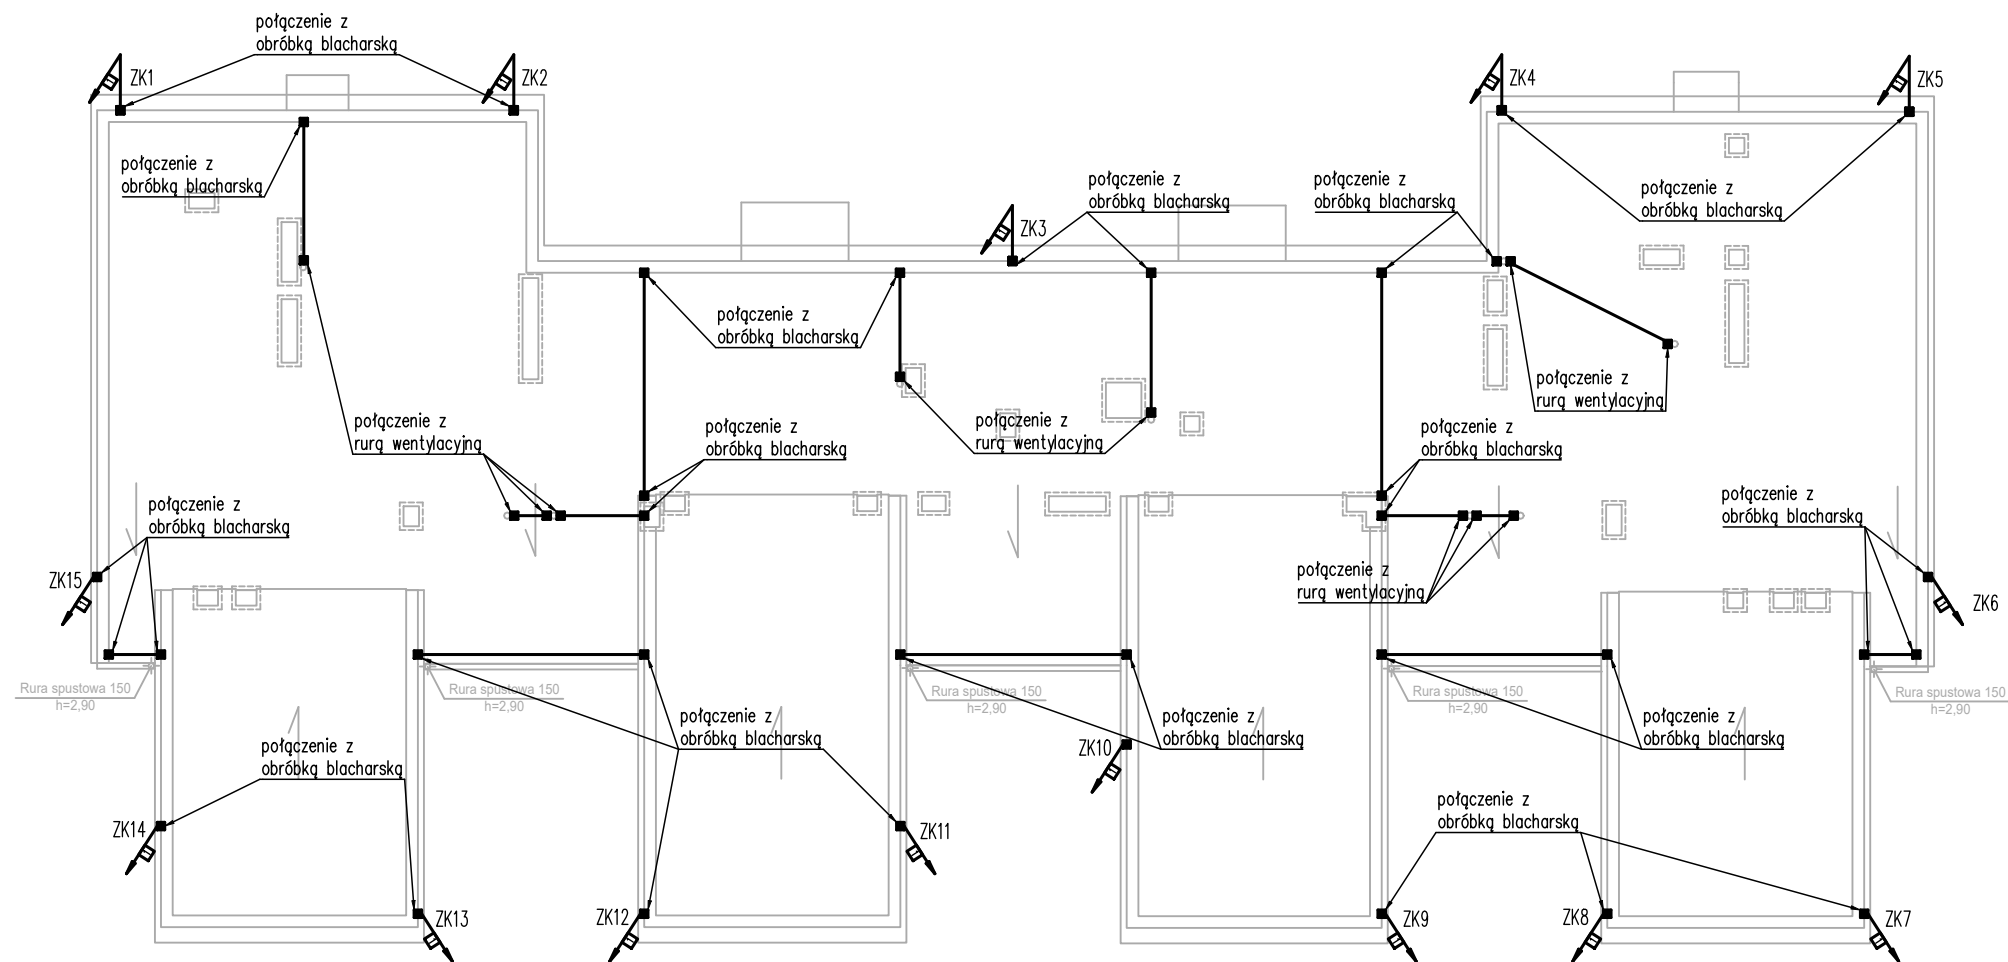 połączenie z
obróbką blacharską
ZK1
ZK2
ZK4
ZK5
połączenie z
obróbką blacharską
połączenie z
obróbką blacharską
połączenie z
obróbką blacharską
połączenie z
obróbką blacharską
ZK3
połączenie z
obróbką blacharską
połączenie z
rurą wentylacyjną
połączenie z
rurą wentylacyjną
połączenie z
obróbką blacharską
połączenie z
rurą wentylacyjną
połączenie z
obróbką blacharską
połączenie z
obróbką blacharską
połączenie z
obróbką blacharską
ZK15
połączenie z
rurą wentylacyjną
ZK6
Rura spustowa 150
h=2,90
Rura spustowa 150
h=2,90
Rura spustowa 150
h=2,90
Rura spustowa 150
h=2,90
Rura spustowa 150
h=2,90
połączenie z
obróbką blacharską
połączenie z
obróbką blacharską
połączenie z
obróbką blacharską
połączenie z
obróbką blacharską
ZK10
połączenie z
obróbką blacharską
ZK14
ZK11
ZK13
ZK12
ZK9
ZK8
ZK7